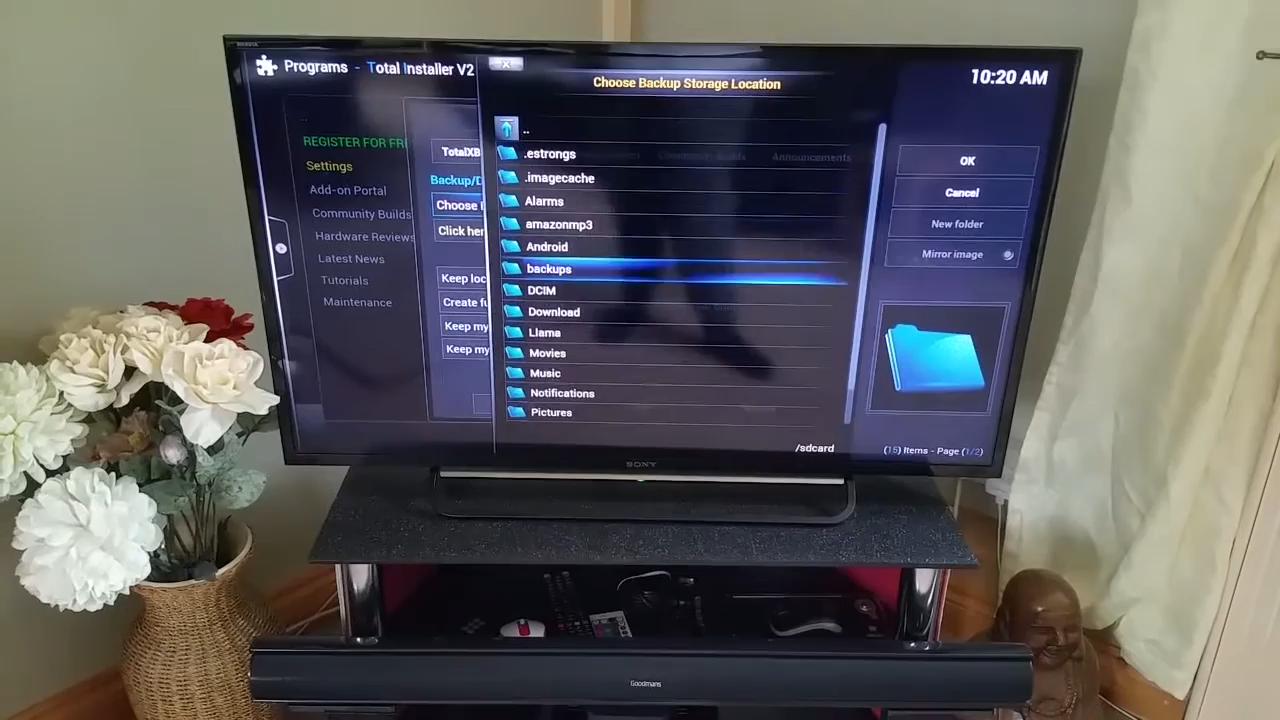 BRAVIA
Programs - Total Installer V2
REGISTER FOR FR
Settings
Add-on Portal
Community Builds
Hardware Reviews
Latest News
Tutorials
Maintenance
TotalXB
Backup/
Choose
Click her
Keep loc
Create fu
Keep my
Keep my
X
Choose Backup Storage Location
..
.estrongs
.imagecache
Alarms
amazonmp3
Android
backups
DCIM
Download
Llama
Movies
Music
Notifications
Pictures
Announcements
/sdcard
10:20 AM
OK
Cancel
New folder
Mirror image
(15) Items - Page (1/2)
SONY
Goodmans